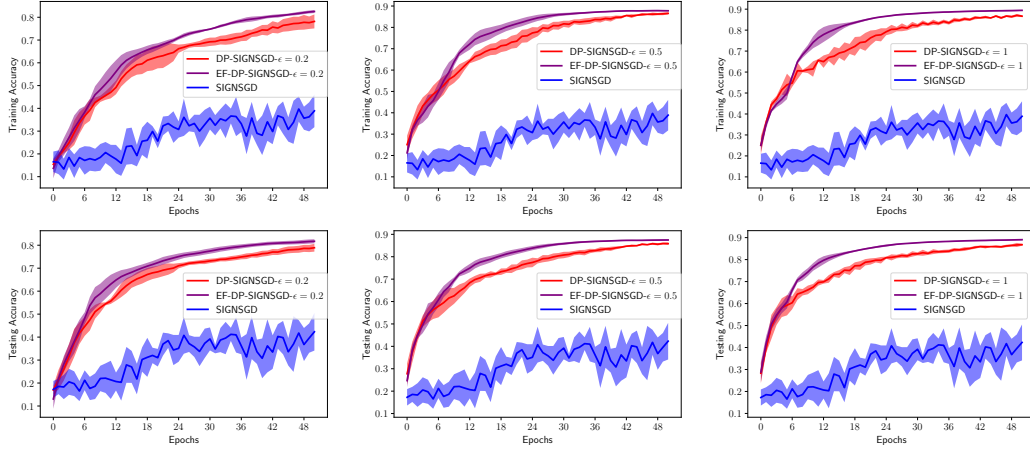 0.8
0.7
0.6
0.5
0.4
0.3
0.2
0.1
Training Accuracy
0 6 12 18 24 30 36 42 48
Epochs
DP-SIGNSGD-ϵ = 0.2
EF-DP-SIGNSGD-ϵ = 0.2
SIGNSGD
0.9
0.8
0.7
0.6
0.5
0.4
0.3
0.2
0.1
Training Accuracy
0 6 12 18 24 30 36 42 48
Epochs
DP-SIGNSGD-ϵ = 0.5
EF-DP-SIGNSGD-ϵ = 0.5
SIGNSGD
0.9
0.8
0.7
0.6
0.5
0.4
0.3
0.2
0.1
Training Accuracy
0 6 12 18 24 30 36 42 48
Epochs
DP-SIGNSGD-ϵ = 1
EF-DP-SIGNSGD-ϵ = 1
SIGNSGD
0.8
0.7
0.6
0.5
0.4
0.3
0.2
0.1
Testing Accuracy
0 6 12 18 24 30 36 42 48
Epochs
DP-SIGNSGD-ϵ = 0.2
EF-DP-SIGNSGD-ϵ = 0.2
SIGNSGD
0.9
0.8
0.7
0.6
0.5
0.4
0.3
0.2
0.1
Testing Accuracy
0 6 12 18 24 30 36 42 48
Epochs
DP-SIGNSGD-ϵ = 0.5
EF-DP-SIGNSGD-ϵ = 0.5
SIGNSGD
0.9
0.8
0.7
0.6
0.5
0.4
0.3
0.2
0.1
Testing Accuracy
0 6 12 18 24 30 36 42 48
Epochs
DP-SIGNSGD-ϵ = 1
EF-DP-SIGNSGD-ϵ = 1
SIGNSGD